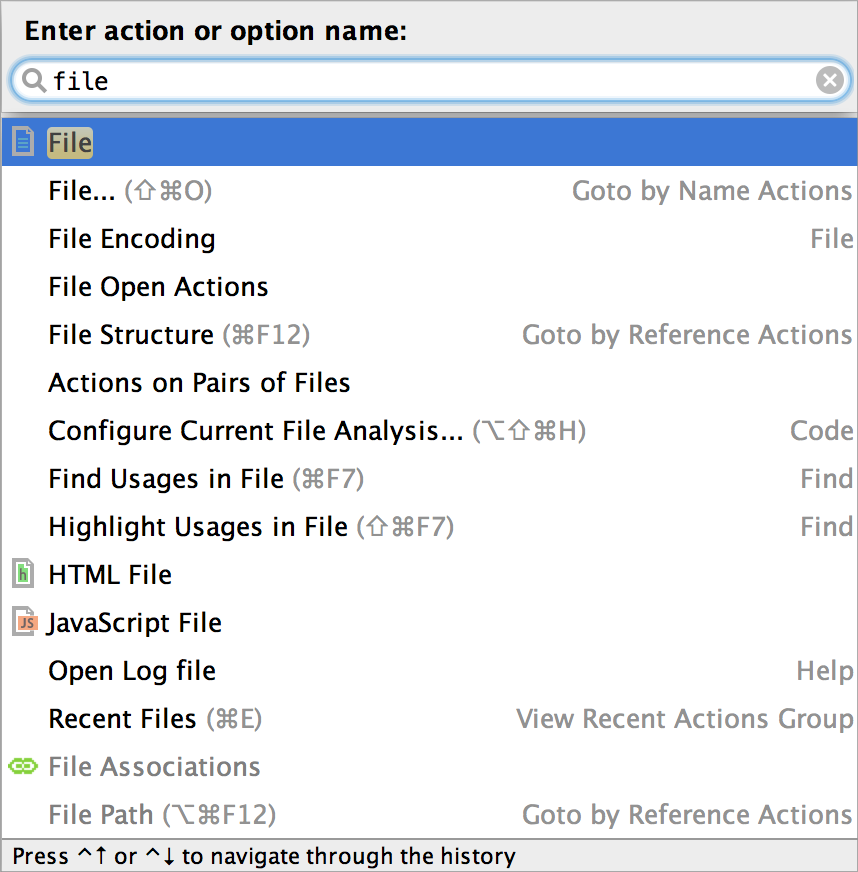 Enter action or option name:
file
File
File... (⇧⌘O) Goto by Name Actions
File Encoding File
File Open Actions
File Structure (⌘F12) Goto by Reference Actions
Actions on Pairs of Files
Configure Current File Analysis... (⌥⇧⌘H) Code
Find Usages in File (⌘F7) Find
Highlight Usages in File (⇧⌘F7) Find
h HTML File
JS JavaScript File
Open Log file Help
Recent Files (⌘E) View Recent Actions Group
File Associations
File Path (⌥⌘F12) Goto by Reference Actions
Press ^↑ or ^↓ to navigate through the history